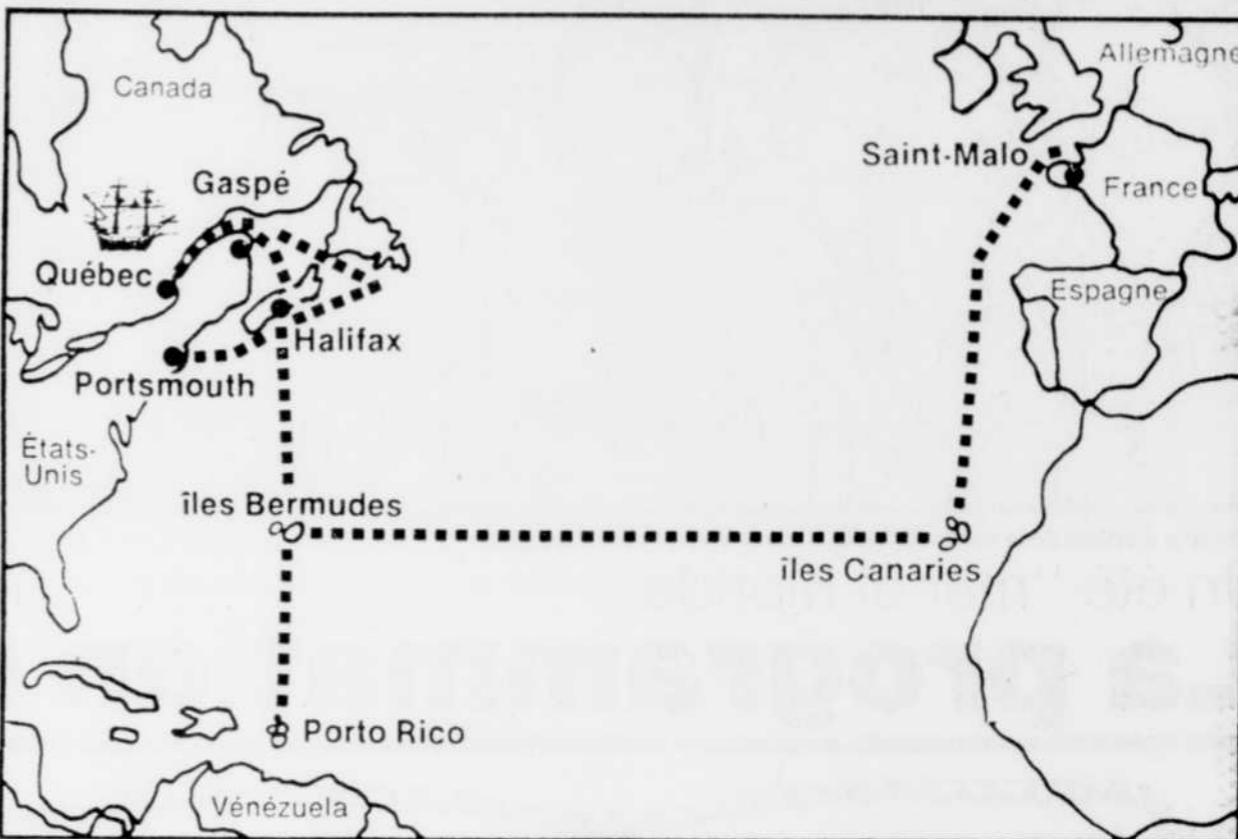 Allemagne
Canada
Saint-Malo
Gaspé
France
Québec
Espagne
Halifax
Portsmouth
États-
Unis
îles Bermudes
îles Canaries
Porto Rico
Vénézuela